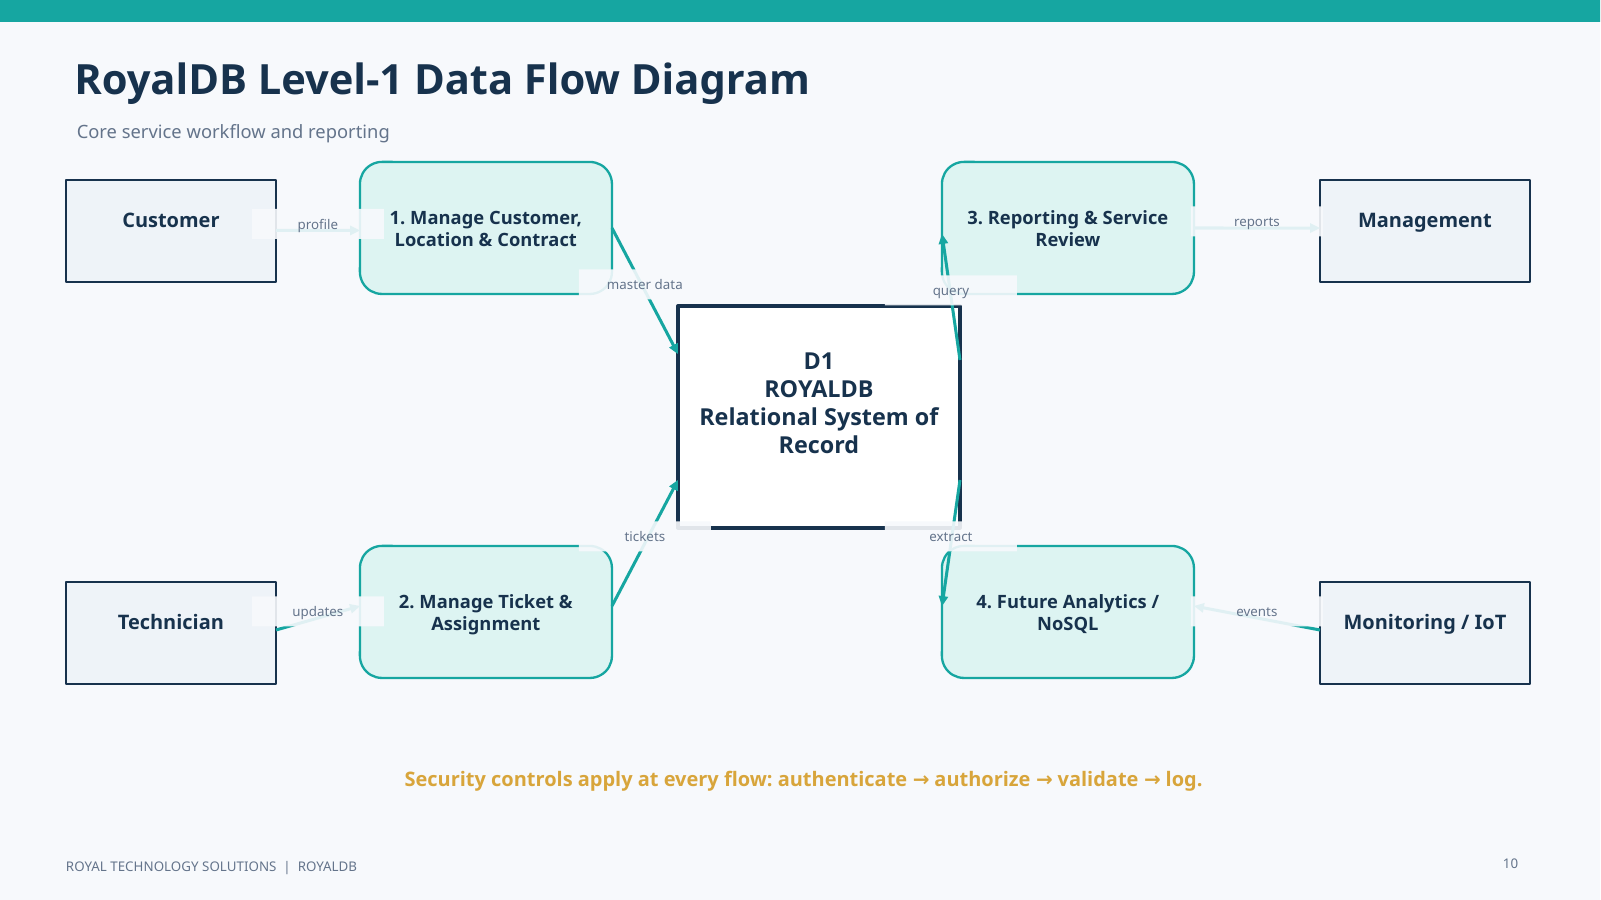 RoyalDB Level-1 Data Flow Diagram
Core service workflow and reporting
Customer
profile
1. Manage Customer,
Location & Contract
master data
3. Reporting & Service
Review
query
reports
Management
D1
ROYALDB
Relational System of
Record
Technician
updates
2. Manage Ticket &
Assignment
tickets
extract
4. Future Analytics /
NoSQL
events
Monitoring / IoT
Security controls apply at every flow: authenticate → authorize → validate → log.
ROYAL TECHNOLOGY SOLUTIONS | ROYALDB
10